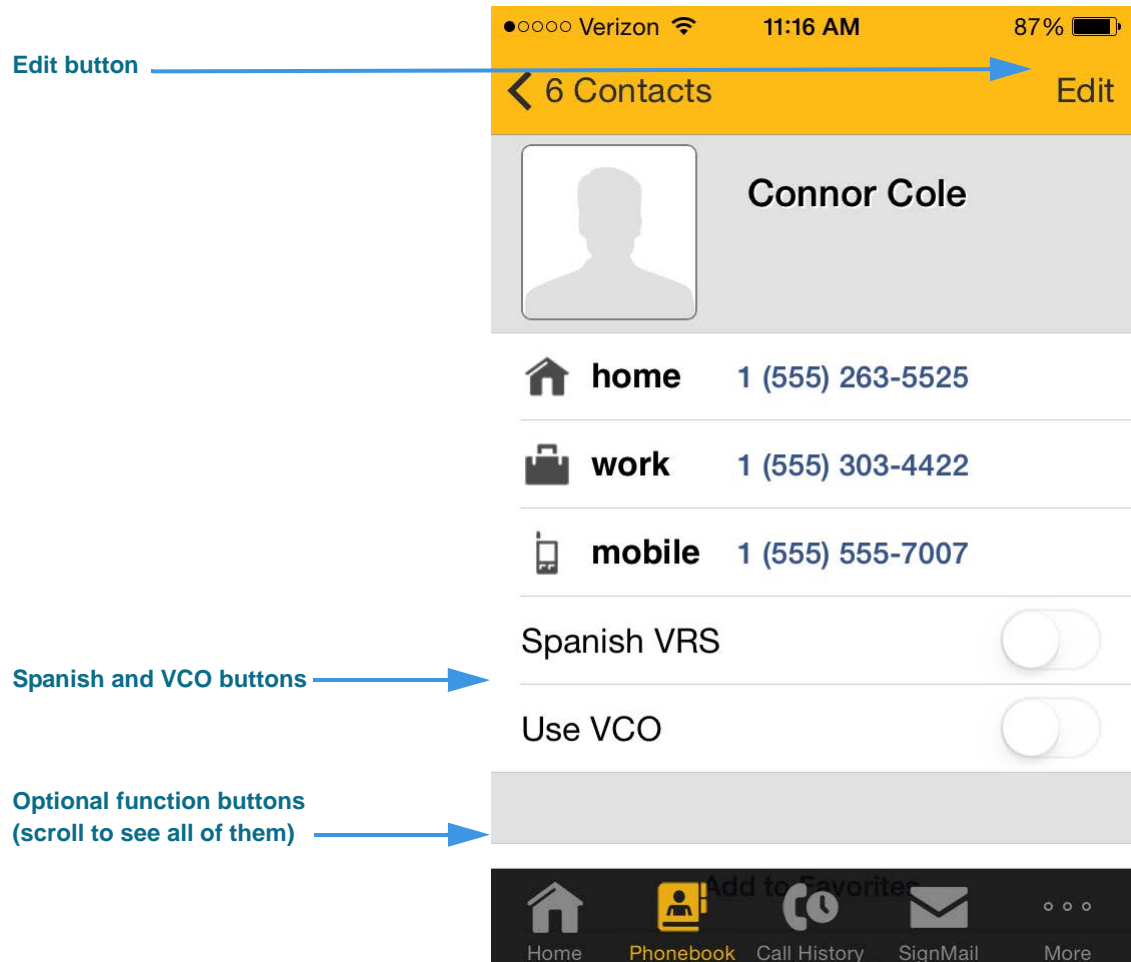 Verizon 11:16 AM 87%
Edit button
6 Contacts Edit
Connor Cole
home 1 (555) 263-5525
work 1 (555) 303-4422
mobile 1 (555) 555-7007
Spanish VRS
Spanish and VCO buttons
Use VCO
Optional function buttons
(scroll to see all of them)
Add to Favorites
Home Phonebook Call History SignMail More